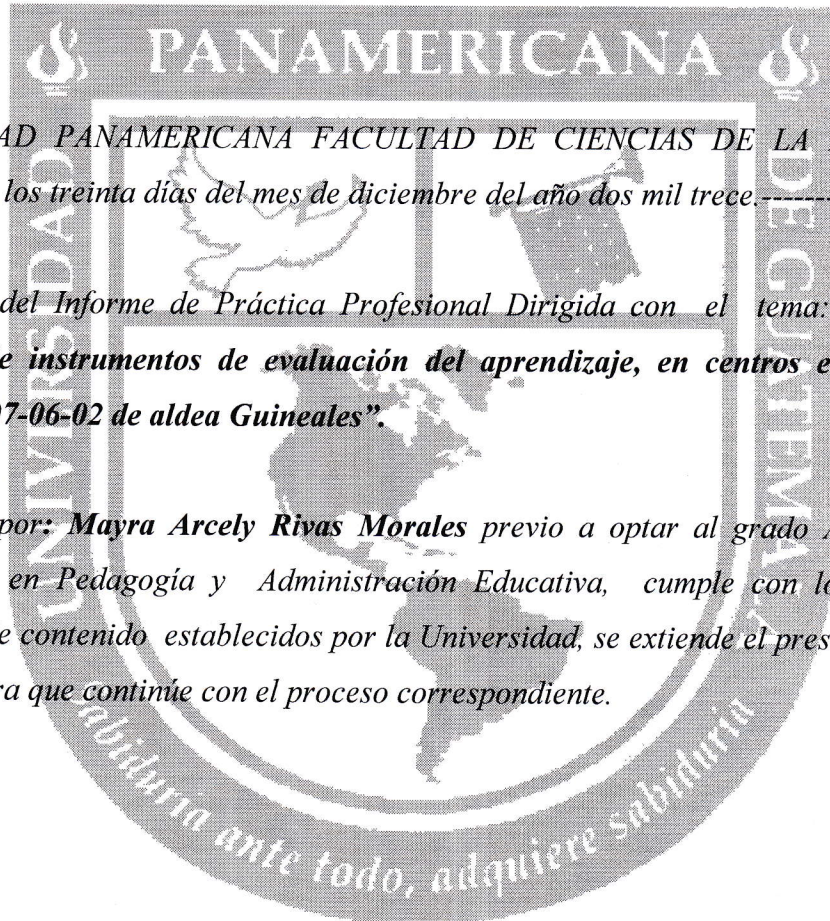 PANAMERICANA
UNIVERSIDAD
DE GUATEMALA
AD PANAMERICANA FACULTAD DE CIENCIAS DE LA
los treinta días del mes de diciembre del año dos mil trece.-------
del Informe de Práctica Profesional Dirigida con el tema:
e instrumentos de evaluación del aprendizaje, en centros e
07-06-02 de aldea Guineales”.
por: Mayra Arcely Rivas Morales previo a optar al grado A
en Pedagogía y Administración Educativa, cumple con lo
e contenido establecidos por la Universidad, se extiende el pres
ra que continúe con el proceso correspondiente.
Sabiduría ante todo, adquiere sabiduría